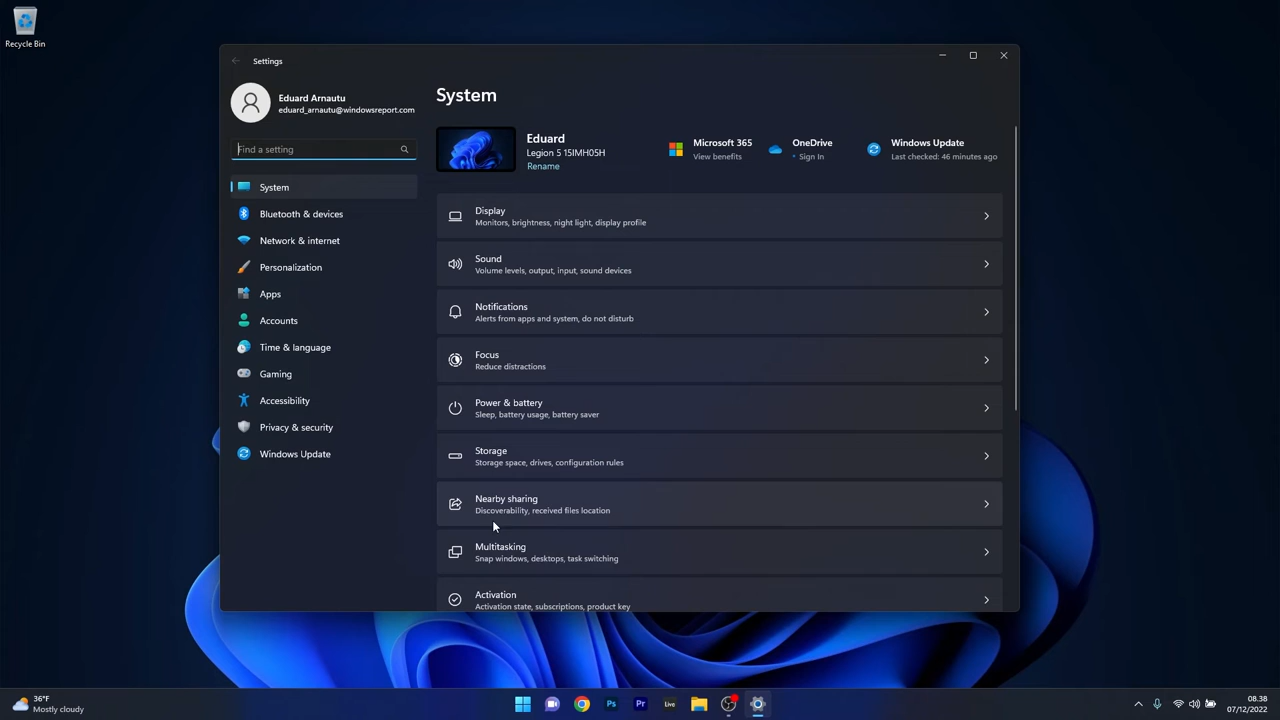 Recycle Bin
Settings
Eduard Arnautu
eduard_arnautu@windowsreport.com
Find a setting
System
Bluetooth & devices
Network & internet
Personalization
Apps
Accounts
Time & language
Gaming
Accessibility
Privacy & security
Windows Update
System
Eduard
Legion 5 15IMH05H
Rename
Microsoft 365
View benefits
OneDrive
• Sign In
Windows Update
Last checked: 46 minutes ago
Display
Monitors, brightness, night light, display profile
Sound
Volume levels, output, input, sound devices
Notifications
Alerts from apps and system, do not disturb
Focus
Reduce distractions
Power & battery
Sleep, battery usage, battery saver
Storage
Storage space, drives, configuration rules
Nearby sharing
Discoverability, received files location
Multitasking
Snap windows, desktops, task switching
Activation
Activation state, subscriptions, product key
36°F
Mostly cloudy
Ps
Pr
Live
08.38
07/12/2022